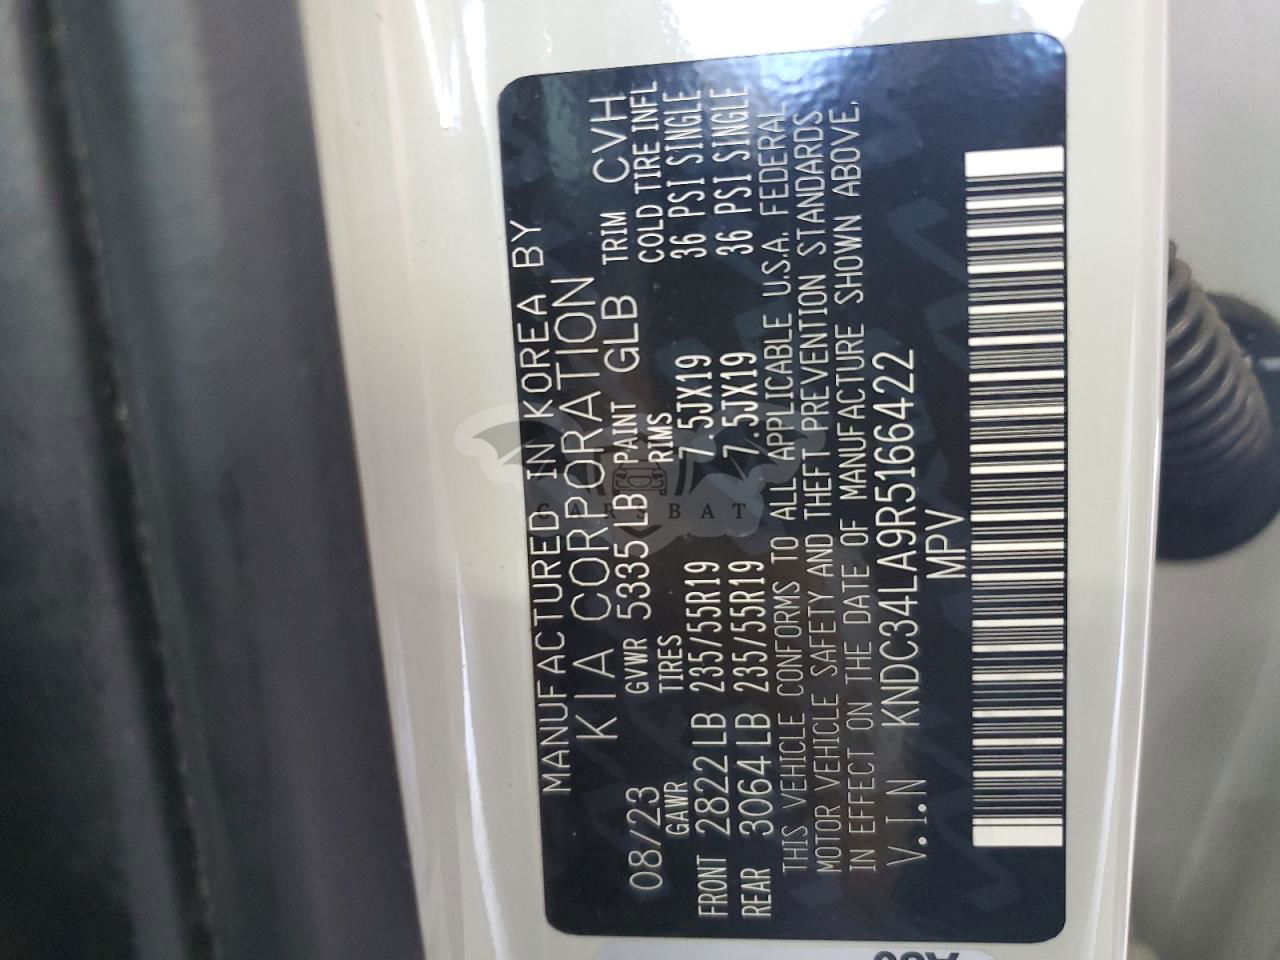 MANUFACTURED IN KOREA BY
KIA CORPORATION
08/23 GVWR 5335 LB PAINT GLB TRIM CVH
GAWR TIRES RIMS COLD TIRE INFL
FRONT 2822 LB 235/55R19 7.5JX19 36 PSI SINGLE
REAR 3064 LB 235/55R19 7.5JX19 36 PSI SINGLE
THIS VEHICLE CONFORMS TO ALL APPLICABLE U.S.A. FEDERAL
MOTOR VEHICLE SAFETY AND THEFT PREVENTION STANDARDS
IN EFFECT ON THE DATE OF MANUFACTURE SHOWN ABOVE.
V.I.N KNDC34LA9R5166422
MPV
CARSBAT